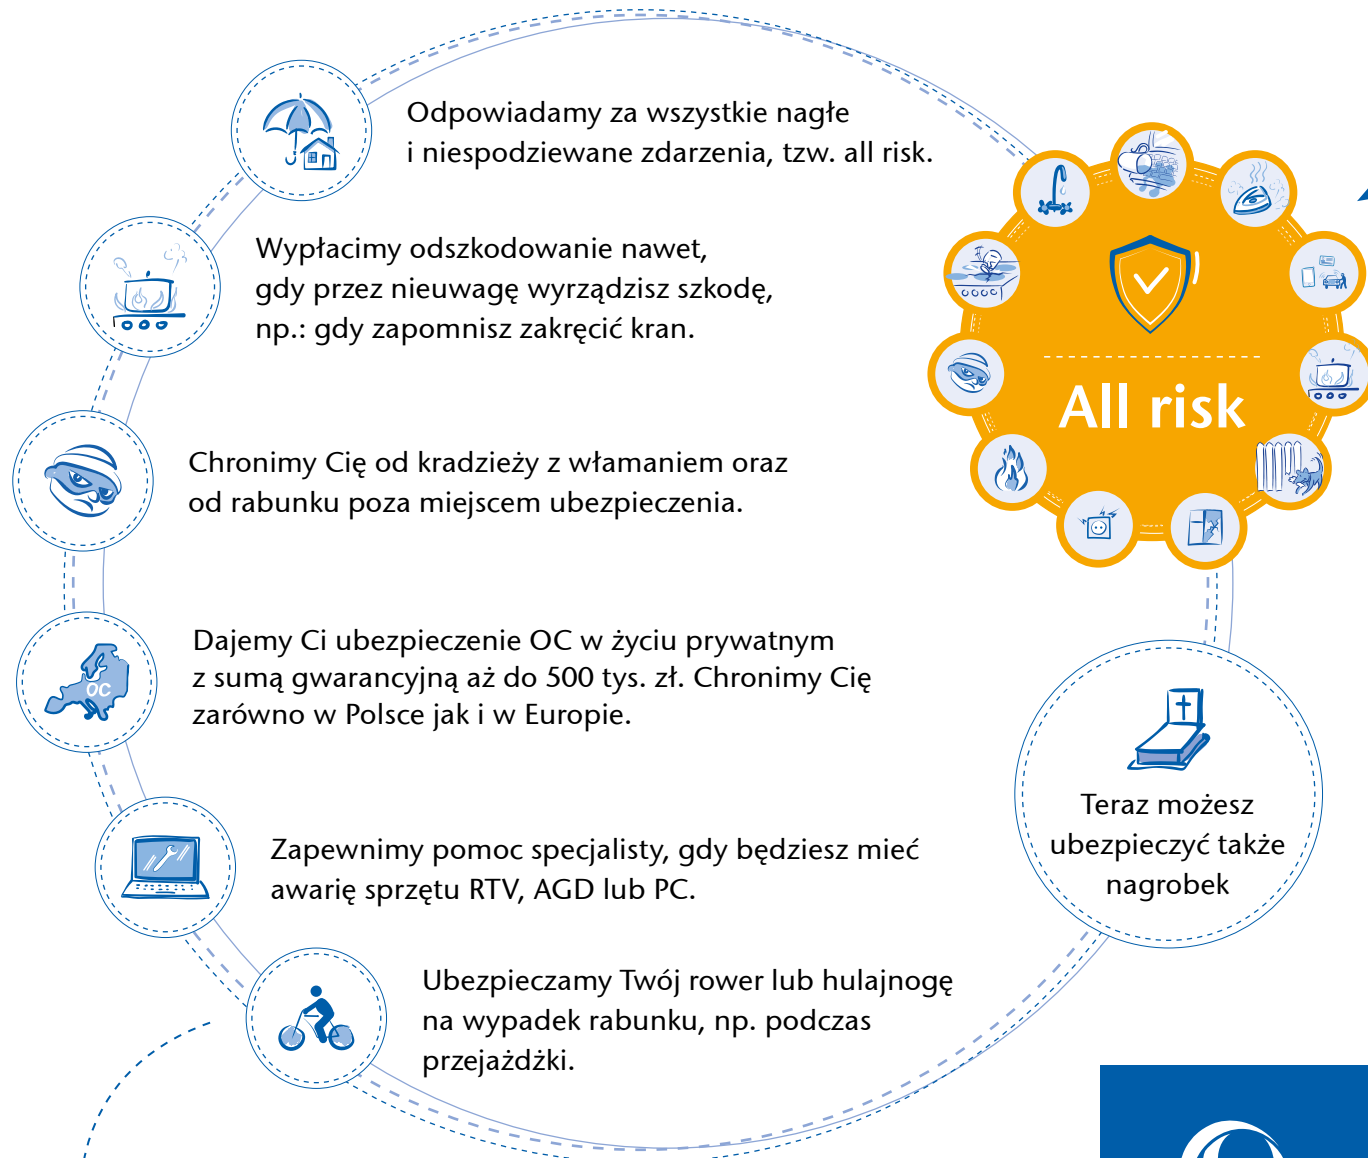 Odpowiadamy za wszystkie nagłe
i niespodziewane zdarzenia, tzw. all risk.
Wypłacimy odszkodowanie nawet,
gdy przez nieuwagę wyrządzisz szkodę,
np.: gdy zapomnisz zakręcić kran.
All risk
Chronimy Cię od kradzieży z włamaniem oraz
od rabunku poza miejscem ubezpieczenia.
Dajemy Ci ubezpieczenie OC w życiu prywatnym
z sumą gwarancyjną aż do 500 tys. zł. Chronimy Cię
zarówno w Polsce jak i w Europie.
OC
Teraz możesz
ubezpieczyć także
nagrobek
Zapewnimy pomoc specjalisty, gdy będziesz mieć
awarię sprzętu RTV, AGD lub PC.
Ubezpieczamy Twój rower lub hulajnogę
na wypadek rabunku, np. podczas
przejażdżki.